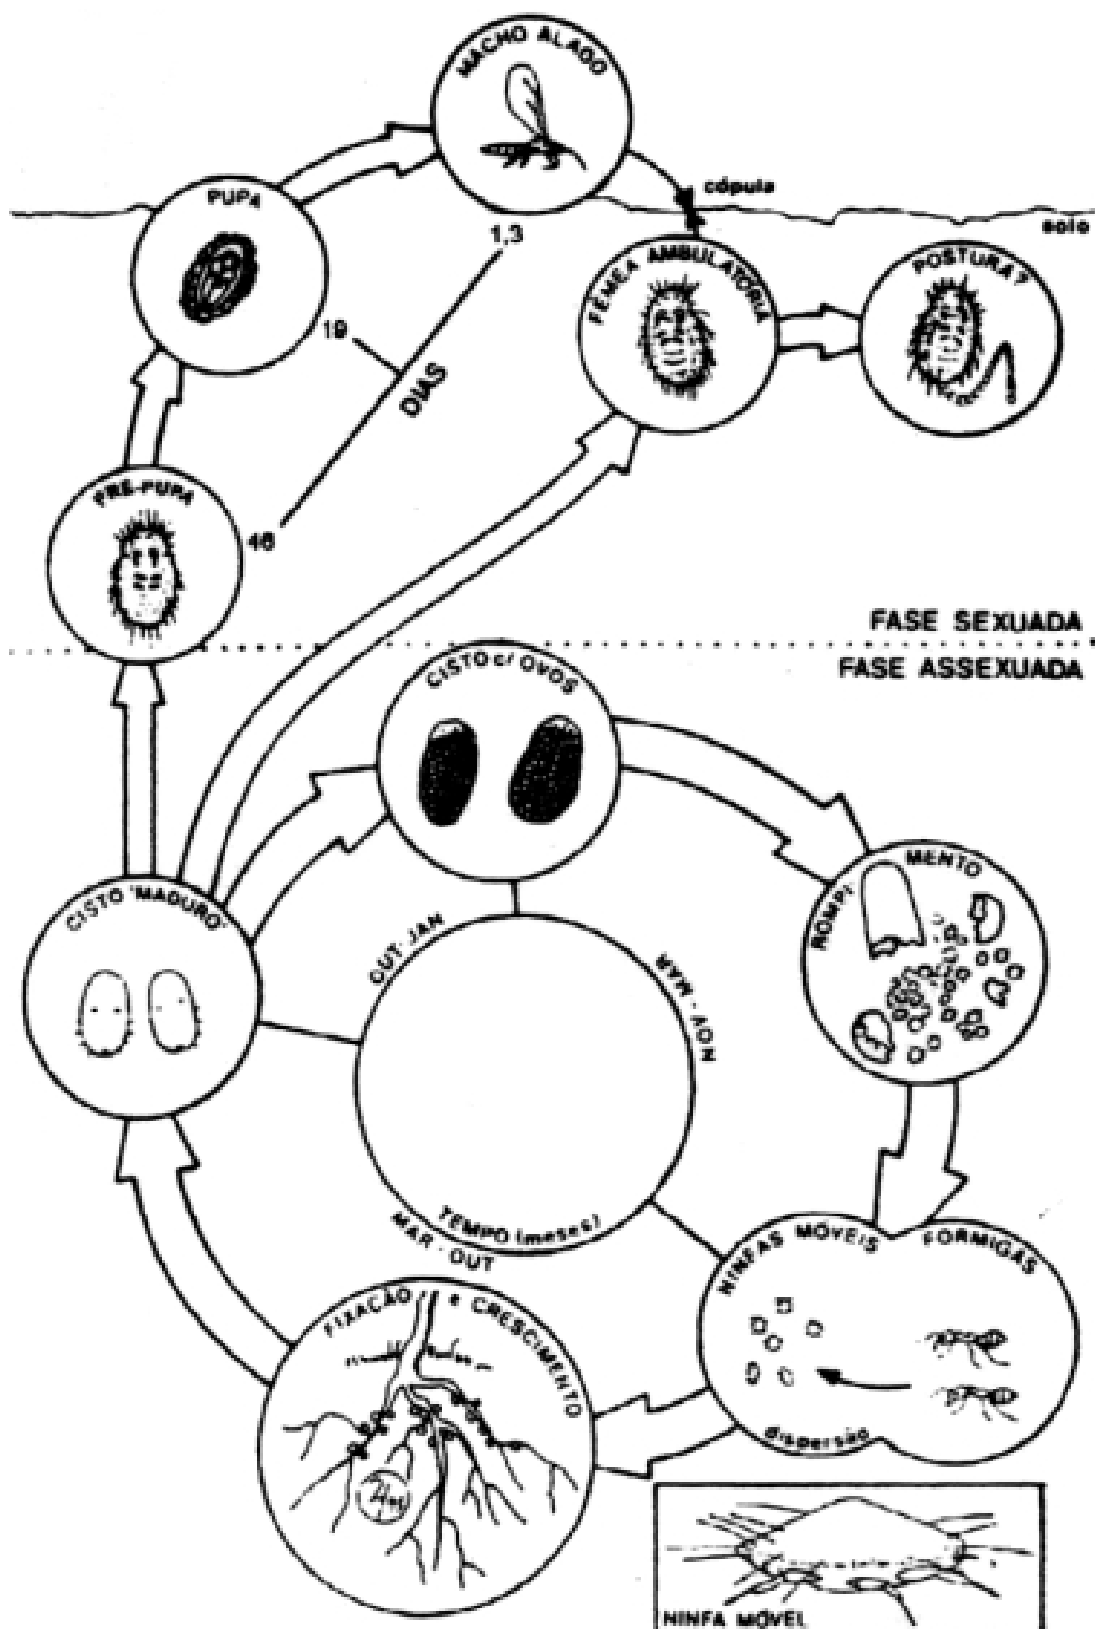 MACHO ALADO
cópula
solo
PUPA
1,3
FÊMEA AMBULATÓRIA
POSTURA ?
19
DIAS
PRÉ-PUPA
46
FASE SEXUADA
FASE ASSEXUADA
CISTO c/ OVOS
CISTO "MADURO"
ROMPI
MENTO
OUT-JAN
NOV-MAR
TEMPO (meses)
MAR-OUT
NINFAS MÓVEIS
FORMIGAS
dispersão
FIXAÇÃO e CRESCIMENTO
NINFA MÓVEL